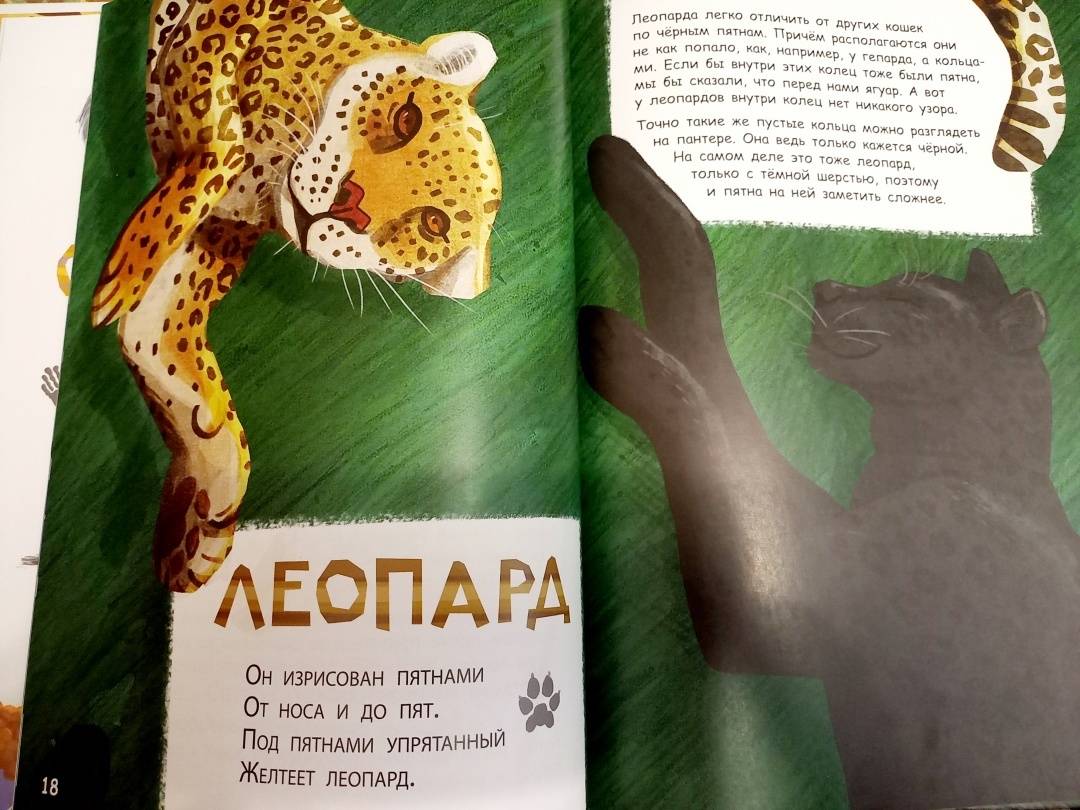 ЛЕОПАРД
Он изрисован пятнами
От носа и до пят.
Под пятнами упрятанный
Желтеет леопард.
18
Леопарда легко отличить от других кошек
по чёрным пятнам. Причём располагаются они
не как попало, как, например, у гепарда, а кольца-
ми. Если бы внутри этих колец тоже были пятна,
мы бы сказали, что перед нами ягуар. А вот
у леопардов внутри колец нет никакого узора.
Точно такие же пустые кольца можно разглядеть
на пантере. Она ведь только кажется чёрной.
На самом деле это тоже леопард,
только с тёмной шерстью, поэтому
и пятна на ней заметить сложнее.